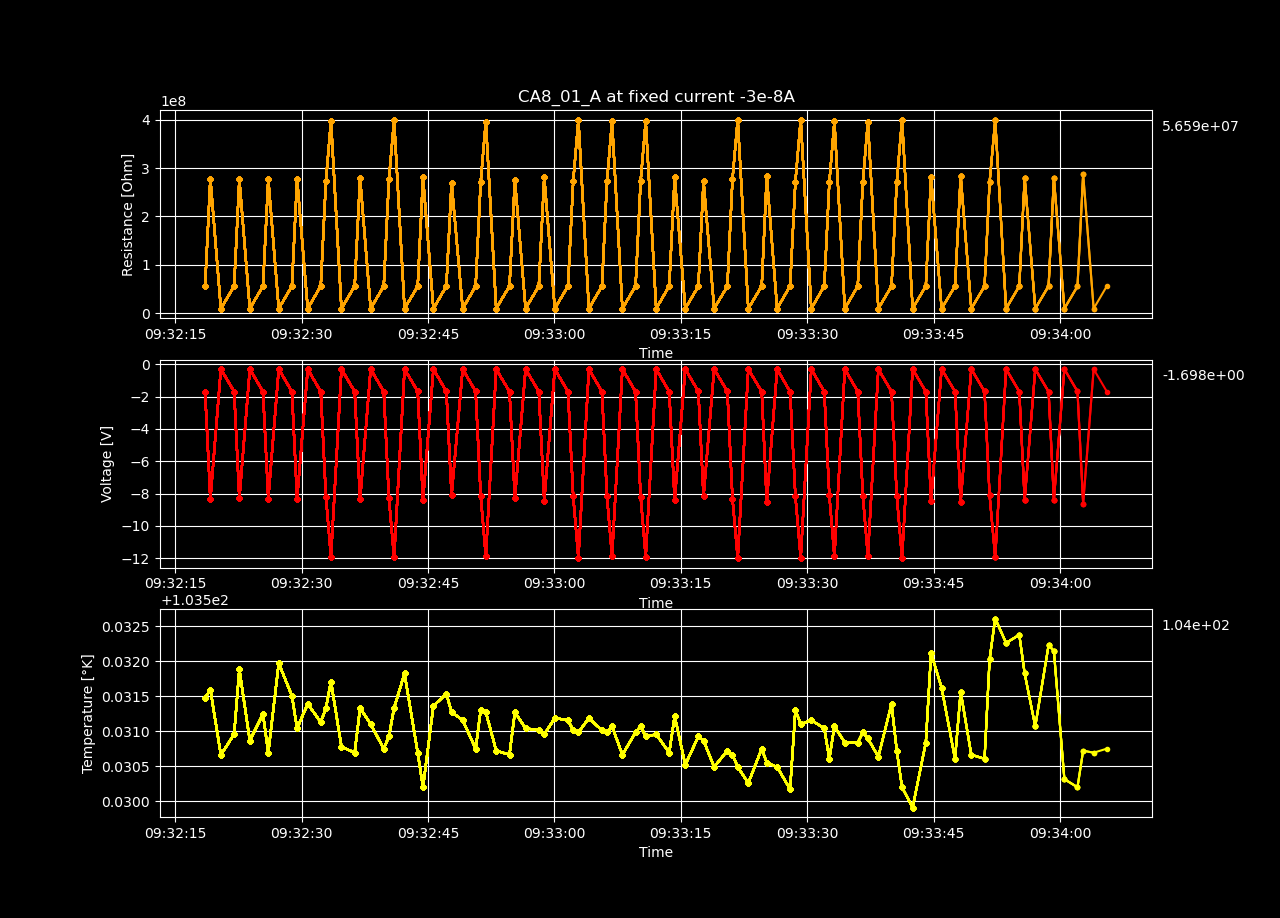 CA8_01_A at fixed current -3e-8A
1e8
5.659e+07
Resistance [Ohm]
4
3
2
1
0
09:32:15 09:32:30 09:32:45 09:33:00 09:33:15 09:33:30 09:33:45 09:34:00
Time
-1.698e+00
Voltage [V]
0
−2
−4
−6
−8
−10
−12
09:32:15 09:32:30 09:32:45 09:33:00 09:33:15 09:33:30 09:33:45 09:34:00
Time
+1.035e2
1.04e+02
Temperature [°K]
0.0325
0.0320
0.0315
0.0310
0.0305
0.0300
09:32:15 09:32:30 09:32:45 09:33:00 09:33:15 09:33:30 09:33:45 09:34:00
Time